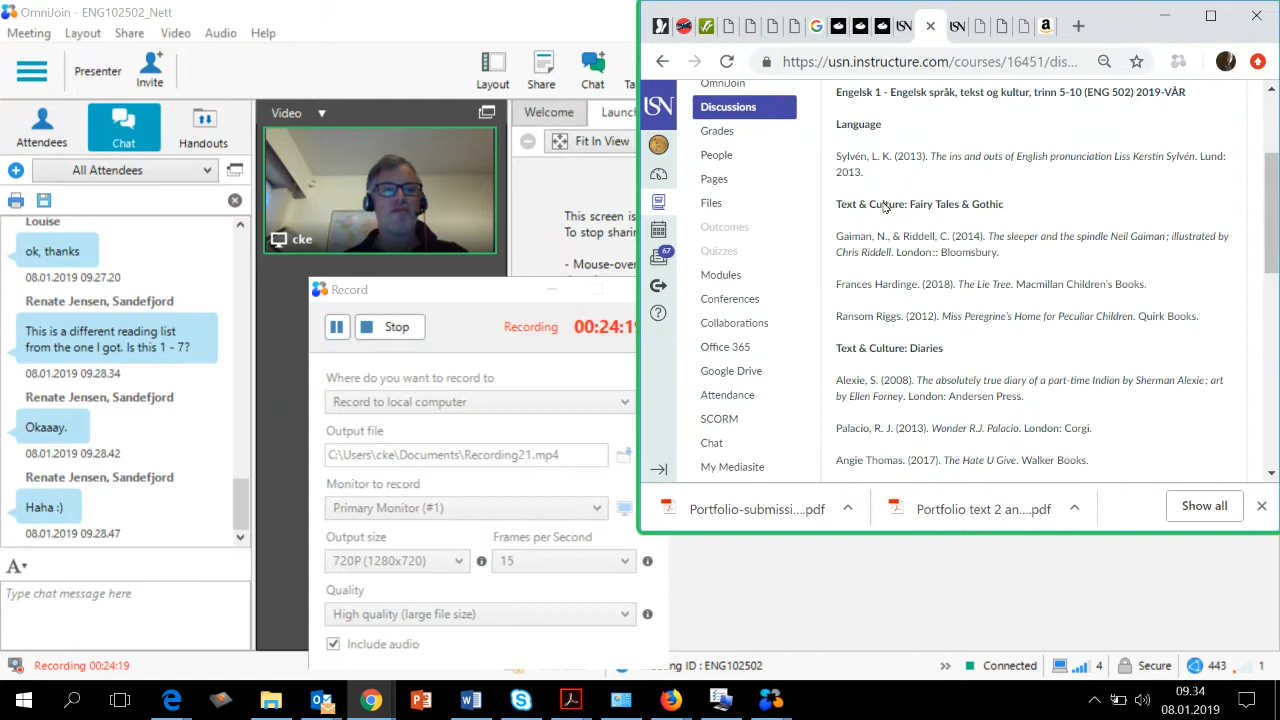 OmniJoin - ENG102502_Nett
Meeting Layout Share Video Audio Help
Presenter Invite
Layout Share Chat
Attendees Chat Handouts
All Attendees
Louise
ok, thanks
08.01.2019 09.27.20
Renate Jensen, Sandefjord
This is a different reading list
from the one I got. Is this 1 - 7?
08.01.2019 09.28.34
Renate Jensen, Sandefjord
Okaaay.
08.01.2019 09.28.42
Renate Jensen, Sandefjord
Haha :)
08.01.2019 09.28.47
A
Type chat message here
Recording 00:24:19
Video
cke
Welcome
Fit In View
This screen is
To stop sharing
- Mouse-over
Record
Stop
Recording 00:24:19
Where do you want to record to
Record to local computer
Output file
C:\Users\cke\Documents\Recording21.mp4
Monitor to record
Primary Monitor (#1)
Output size Frames per Second
720P (1280x720) 15
Quality
High quality (large file size)
Include audio
https://usn.instructure.com/courses/16451/dis...
USN
OmniJoin
Discussions
Grades
People
Pages
Files
Outcomes
Quizzes
Modules
Conferences
Collaborations
Office 365
Google Drive
Attendance
SCORM
Chat
My Mediasite
67
Engelsk 1 - Engelsk språk, tekst og kultur, trinn 5-10 (ENG 502) 2019-VÅR
Language
Sylvén, L. K. (2013). The ins and outs of English pronunciation Liss Kerstin Sylvén. Lund:
2013.
Text & Culture: Fairy Tales & Gothic
Gaiman, N., & Riddell, C. (2014). The sleeper and the spindle Neil Gaiman ; illustrated by
Chris Riddell. London :: Bloomsbury.
Frances Hardinge. (2018). The Lie Tree. Macmillan Children's Books.
Ransom Riggs. (2012). Miss Peregrine's Home for Peculiar Children. Quirk Books.
Text & Culture: Diaries
Alexie, S. (2008). The absolutely true diary of a part-time Indian by Sherman Alexie ; art
by Ellen Forney. London: Andersen Press.
Palacio, R. J. (2013). Wonder R.J. Palacio. London: Corgi.
Angie Thomas. (2017). The Hate U Give. Walker Books.
Portfolio-submissi....pdf
Portfolio text 2 an....pdf
Show all
ID : ENG102502
Connected 4 Secure 443 1
09.34
08.01.2019